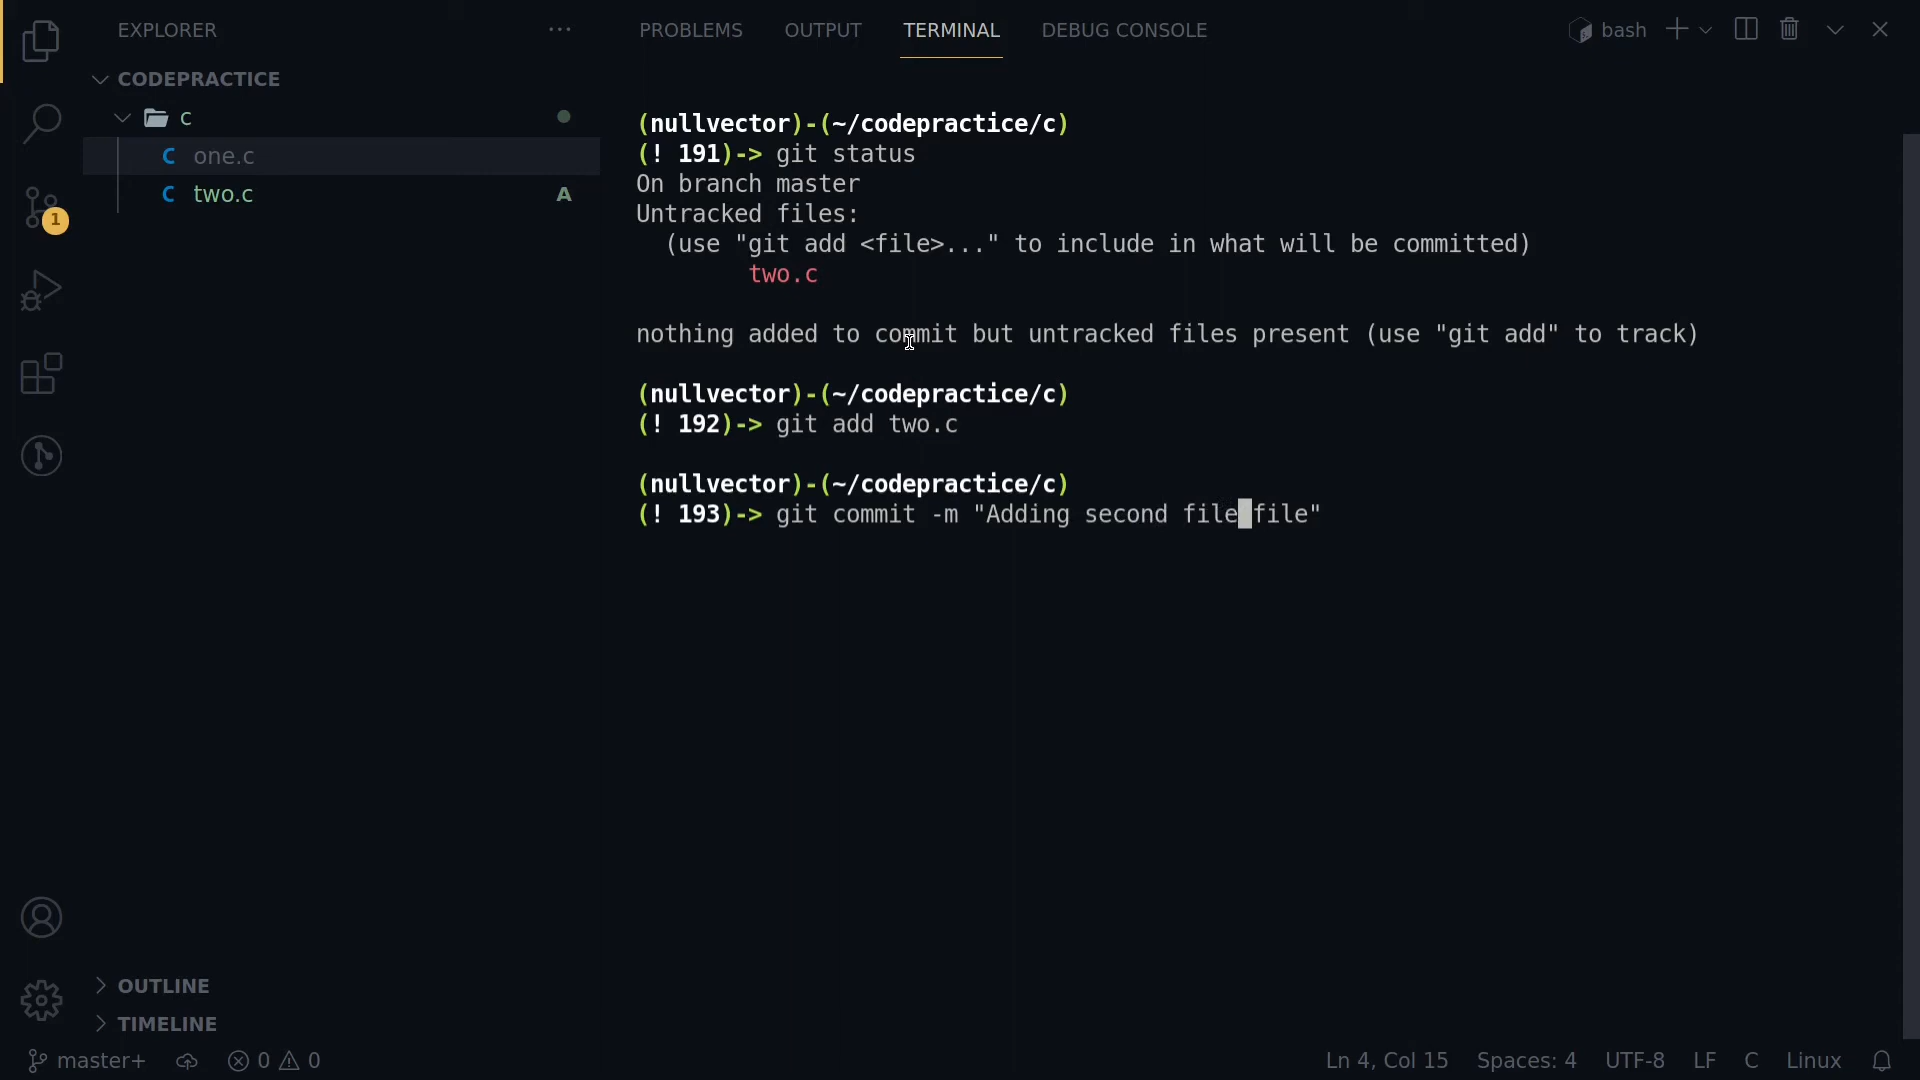 EXPLORER
CODEPRACTICE
c
C one.c
C two.c A
1
OUTLINE
TIMELINE
PROBLEMS OUTPUT TERMINAL DEBUG CONSOLE
bash
(nullvector)-(~/codepractice/c)
(! 191)-> git status
On branch master
Untracked files:
(use "git add <file>..." to include in what will be committed)
two.c
nothing added to commit but untracked files present (use "git add" to track)
(nullvector)-(~/codepractice/c)
(! 192)-> git add two.c
(nullvector)-(~/codepractice/c)
(! 193)-> git commit -m "Adding second file file"
master+ 0 0 Ln 4, Col 15 Spaces: 4 UTF-8 LF C Linux